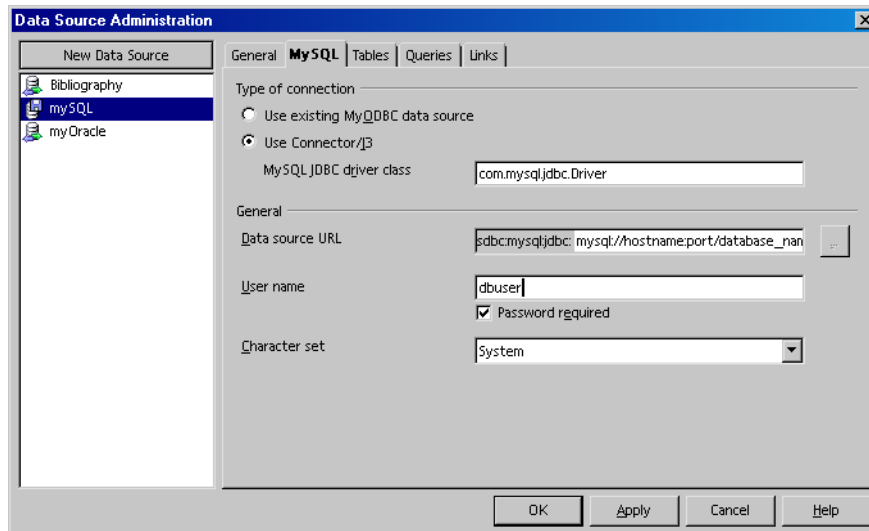 Data Source Administration
New Data Source
Bibliography
mySQL
myOracle
General MySQL Tables Queries Links
Type of connection
Use existing MyODBC data source
Use Connector/J3
MySQL JDBC driver class com.mysql.jdbc.Driver
General
Data source URL sdbc:mysql:jdbc: mysql://hostname:port/database_nan ...
User name dbuser
Password required
Character set System
OK Apply Cancel Help